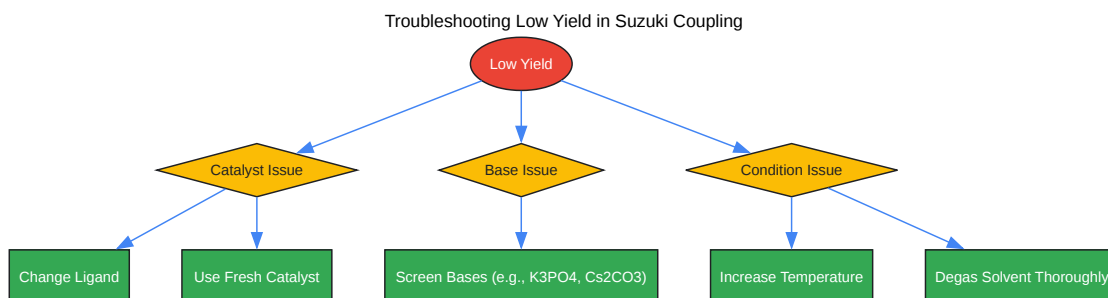 Troubleshooting Low Yield in Suzuki Coupling
Low Yield
Catalyst Issue
Base Issue
Condition Issue
Change Ligand
Use Fresh Catalyst
Screen Bases (e.g., K3PO4, Cs2CO3)
Increase Temperature
Degas Solvent Thoroughly